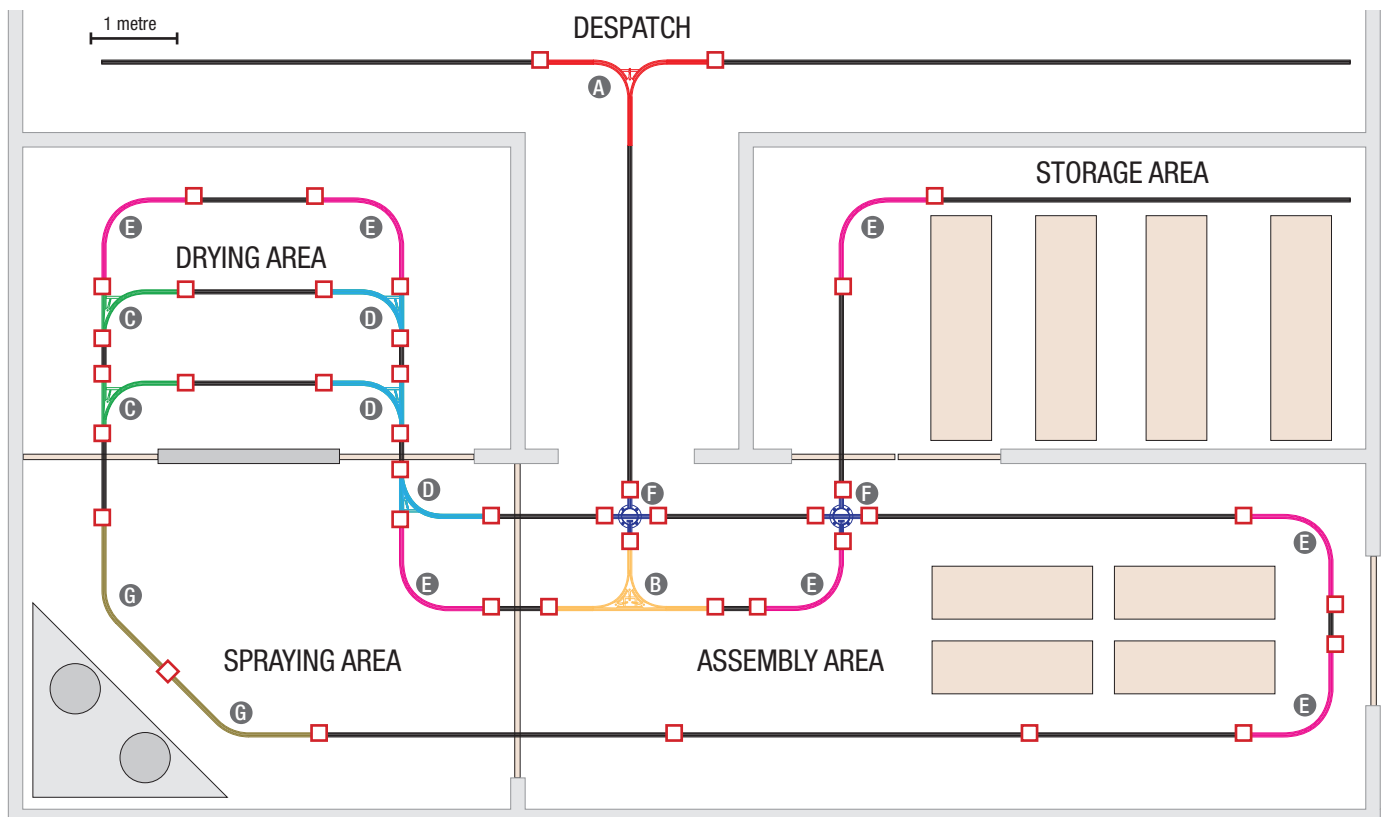 1 metre
DESPATCH
A
STORAGE AREA
E
E
E
DRYING AREA
C
D
C
D
D
F
F
E
G
E
B
E
SPRAYING AREA
ASSEMBLY AREA
G
E